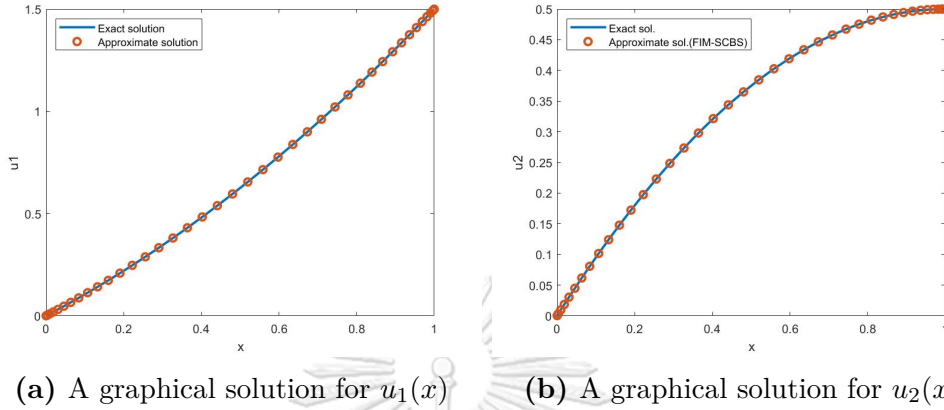 1.5
Exact solution
Approximate solution
1
u1
0.5
0
0 0.2 0.4 0.6 0.8 1
x
0.5
Exact sol.
Approximate sol.(FIM-SCBS)
0.45
0.4
0.35
0.3
u2
0.25
0.2
0.15
0.1
0.05
0
0 0.2 0.4 0.6 0.8 1
x
(a) A graphical solution for u₁(x)
(b) A graphical solution for u₂(x